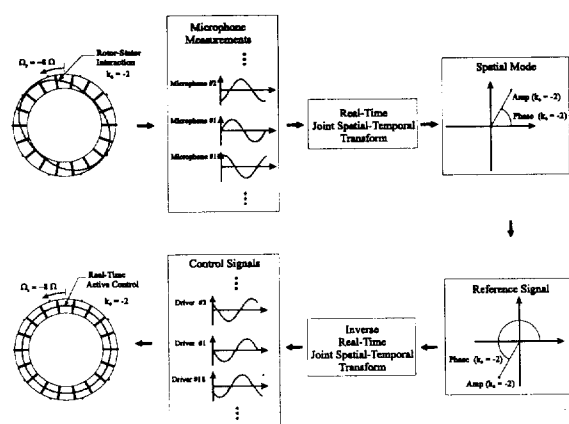 Rotor-Stator
Interaction
kₛ = -2
Ωₛ = -8 Ω
Microphone
Measurements
Microphone #2
Microphone #1
Microphone #18
Real-Time
Joint Spatial-Temporal
Transform
Spatial Mode
Amp (kₛ = -2)
Phase (kₛ = -2)
Real-Time
Active Control
kₛ = -2
Ωₛ = -8 Ω
Control Signals
Driver #2
Driver #1
Driver #18
Inverse
Real-Time
Joint Spatial-Temporal
Transform
Reference Signal
Phase (kₛ = -2)
Amp (kₛ = -2)